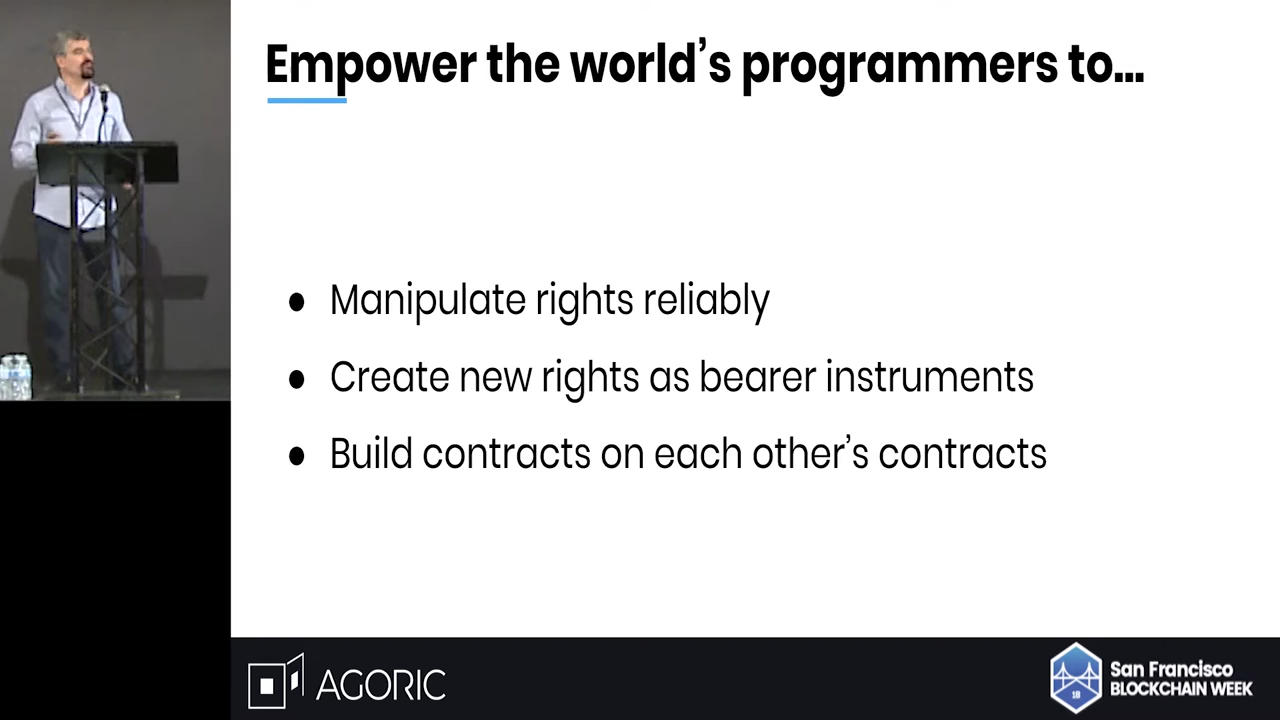 Empower the world's programmers to...
● Manipulate rights reliably
● Create new rights as bearer instruments
● Build contracts on each other's contracts
AGORIC
18
San Francisco
BLOCKCHAIN WEEK